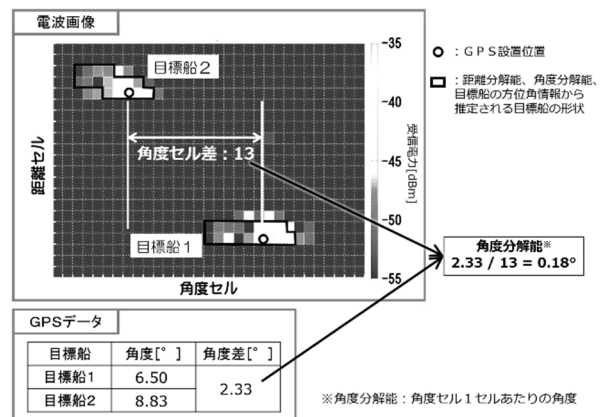 電波画像
目標船2
角度セル差：13
目標船1
距離セル
角度セル
-35
-40
-45
-50
-55
受信電力[dBm]
：GPS設置位置
：距離分解能、角度分解能、
目標船の方位角情報から
推定される目標船の形状
角度分解能※
2.33 / 13 = 0.18°
GPSデータ
目標船 角度[°] 角度差[°]
目標船1 6.50 2.33
目標船2 8.83
※角度分解能：角度セル1セルあたりの角度